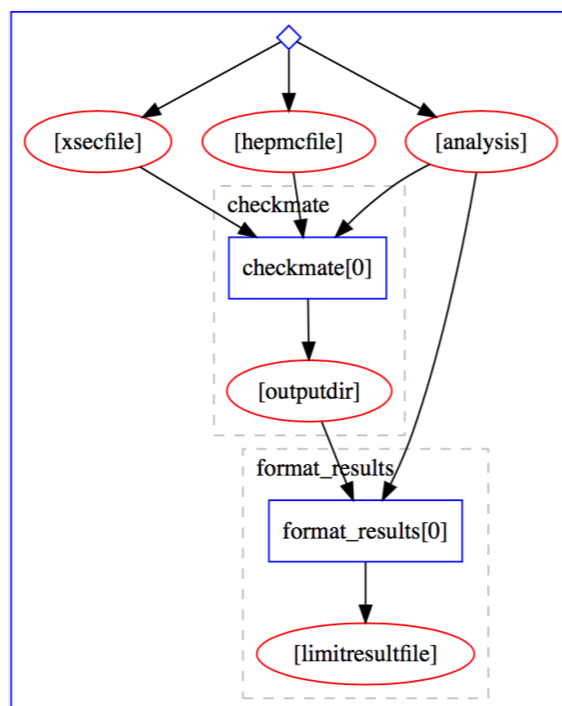 [xsecfile]
[hepmcfile]
[analysis]
checkmate
checkmate[0]
[outputdir]
format_results
format_results[0]
[limitresultfile]